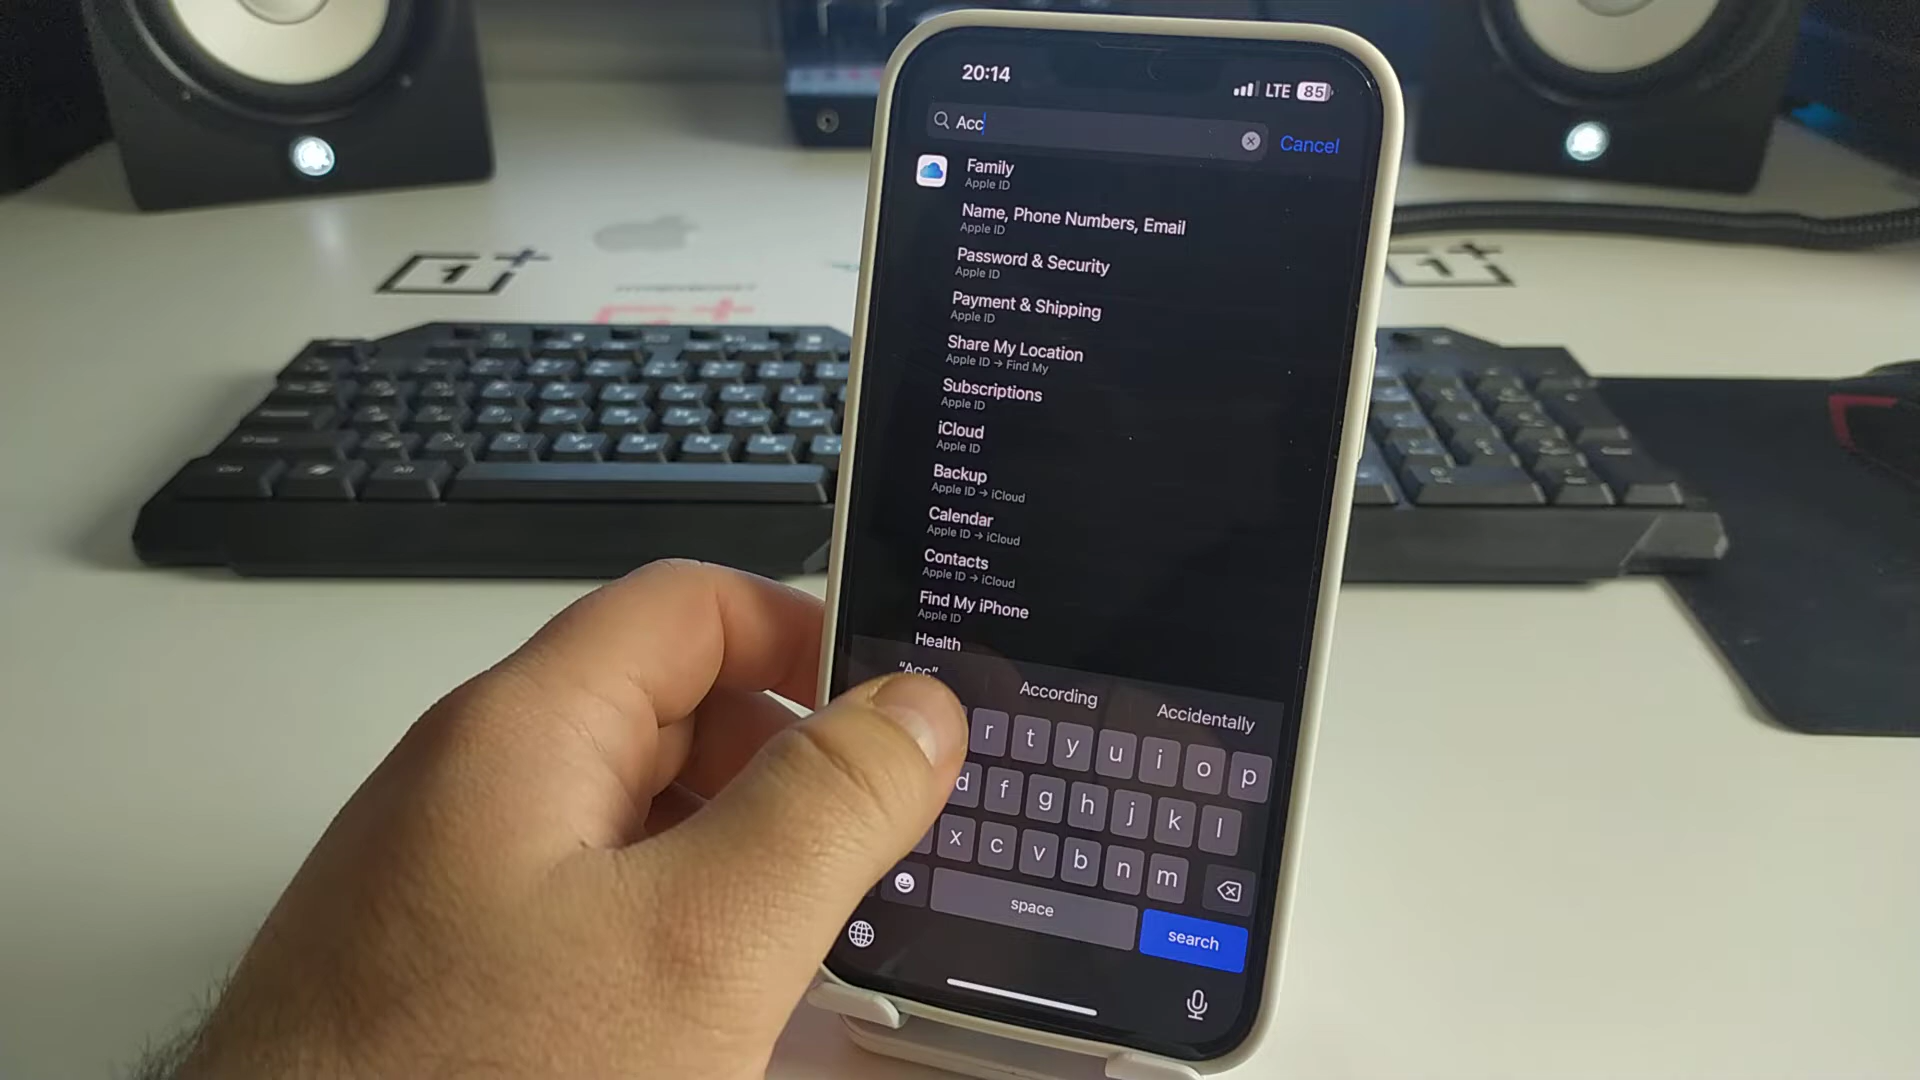 20:14
LTE 85
Acc
Cancel
Family
Apple ID
Name, Phone Numbers, Email
Apple ID
Password & Security
Apple ID
Payment & Shipping
Apple ID
Share My Location
Apple ID → Find My
Subscriptions
Apple ID
iCloud
Apple ID
Backup
Apple ID → iCloud
Calendar
Apple ID → iCloud
Contacts
Apple ID → iCloud
Find My iPhone
Apple ID
Health
"Acc"
According
Accidentally
r t y u i o p
d f g h j k l
x c v b n m
space
search